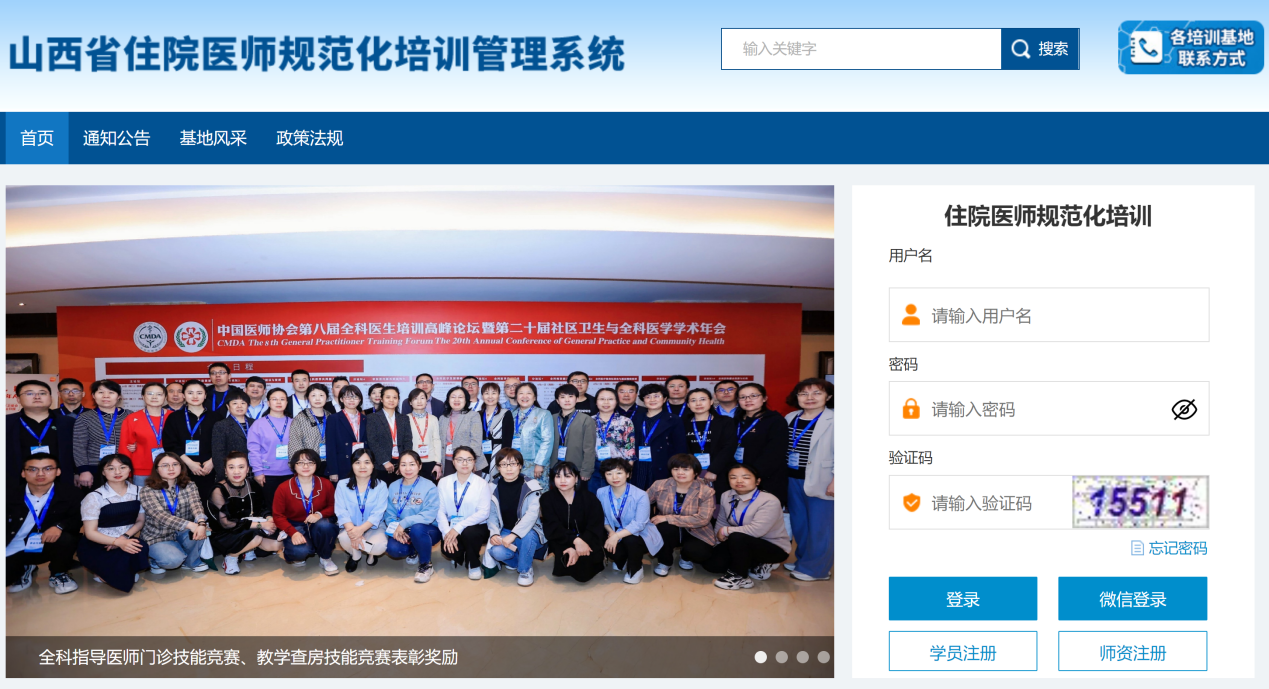 山西省住院医师规范化培训管理系统
输入关键字
搜索
各培训基地
联系方式
首页
通知公告
基地风采
政策法规
中国医师协会第八届全科医生培训高峰论坛暨第二十届社区卫生与全科医学学术年会
CMDA The 8th General Practitioner Training Forum The 20th Annual Conference of General Practice and Community Health
CMDA
日程
全科指导医师门诊技能竞赛、教学查房技能竞赛表彰奖励
住院医师规范化培训
用户名
请输入用户名
密码
请输入密码
验证码
请输入验证码
15511
忘记密码
登录
微信登录
学员注册
师资注册